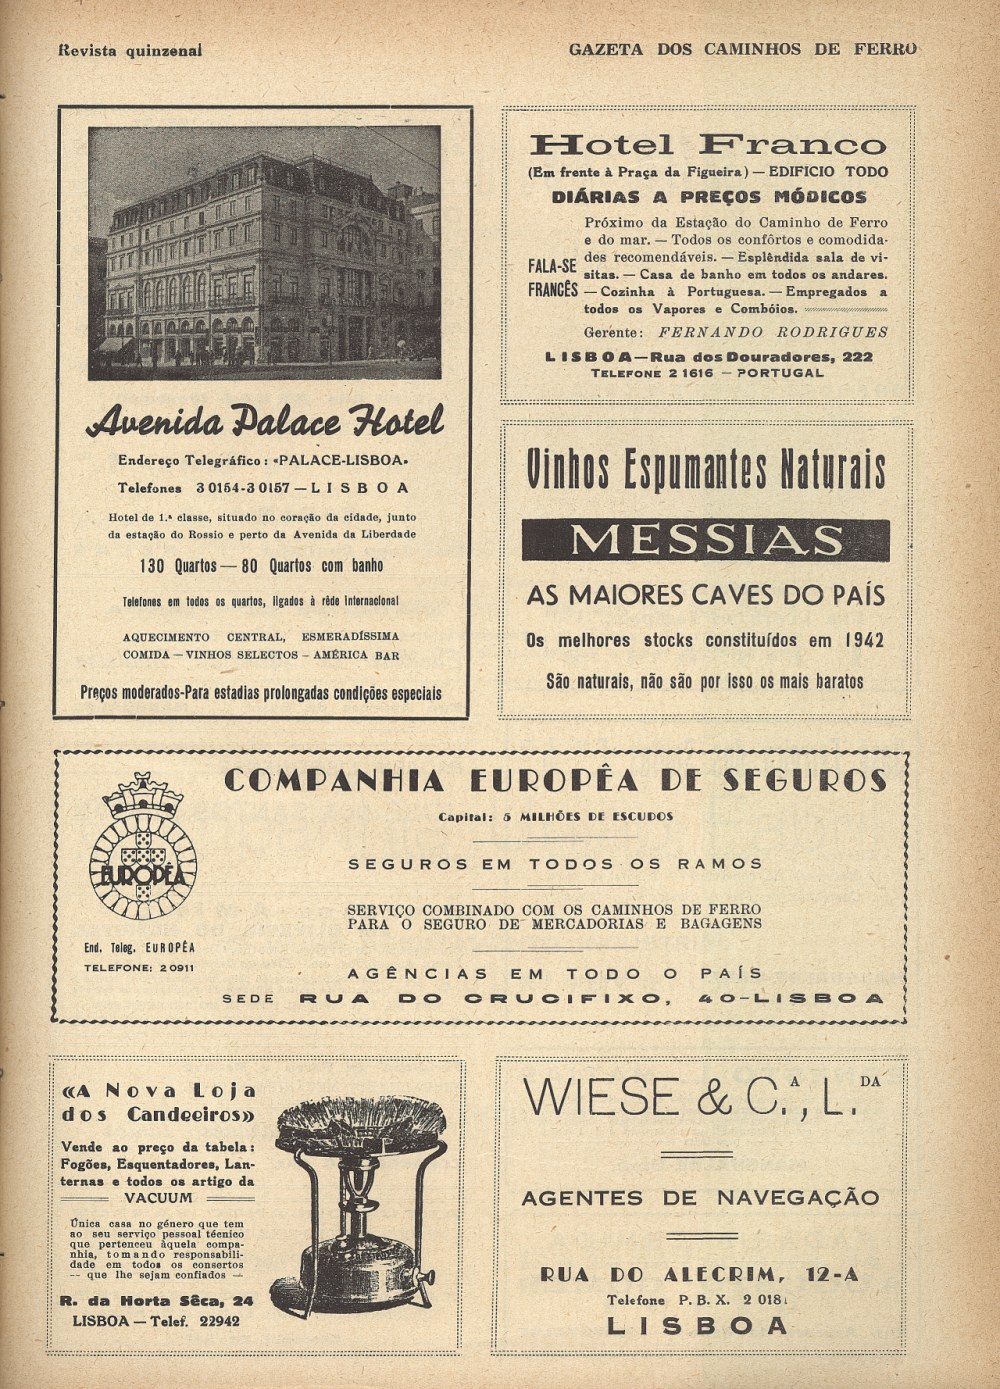 Revista quinzenal
GAZETA DOS CAMINHOS DE FERRO
Avenida Palace Hotel
Endereço Telegráfico: «PALACE-LISBOA»
Telefones 3 0154-3 0157 — LISBOA
Hotel de 1.ª classe, situado no coração da cidade, junto
da estação do Rossio e perto da Avenida da Liberdade
130 Quartos — 80 Quartos com banho
Telefones em todos os quartos, ligados à rêde Internacional
AQUECIMENTO CENTRAL, ESMERADÍSSIMA
COMIDA — VINHOS SELECTOS — AMÉRICA BAR
Preços moderados-Para estadias prolongadas condições especiais
Hotel Franco
(Em frente à Praça da Figueira) — EDIFICIO TODO
DIÁRIAS A PREÇOS MÓDICOS
FALA-SE
FRANCÊS
Próximo da Estação do Caminho de Ferro
e do mar. — Todos os confôrtos e comodida-
des recomendáveis. — Esplêndida sala de vi-
sitas. — Casa de banho em todos os andares.
— Cozinha à Portuguesa. — Empregados a
todos os Vapores e Combóios.
Gerente: FERNANDO RODRIGUES
LISBOA—Rua dos Douradores, 222
TELEFONE 2 1616 — PORTUGAL
Vinhos Espumantes Naturais
MESSIAS
AS MAIORES CAVES DO PAÍS
Os melhores stocks constituídos em 1942
São naturais, não são por isso os mais baratos
COMPANHIA EUROPÊA DE SEGUROS
Capital: 5 MILHÕES DE ESCUDOS
SEGUROS EM TODOS OS RAMOS
SERVIÇO COMBINADO COM OS CAMINHOS DE FERRO
PARA O SEGURO DE MERCADORIAS E BAGAGENS
AGÊNCIAS EM TODO O PAÍS
SEDE RUA DO CRUCIFIXO, 40-LISBOA
EUROPÊA
End. Teleg. EUROPÊA
TELEFONE: 2 0911
«A Nova Loja
dos Candeeiros»
Vende ao preço da tabela:
Fogões, Esquentadores, Lan-
ternas e todos os artigo da
VACUUM
Única casa no género que tem
ao seu serviço pessoal técnico
que pertenceu àquela compa-
nhia, tomando responsabili-
dade em todos os consertos
— que lhe sejam confiados —
R. da Horta Sêca, 24
LISBOA — Telef. 22942
WIESE & C.ᴬ, L.ᴰᴬ
AGENTES DE NAVEGAÇÃO
RUA DO ALECRIM, 12-A
Telefone P. B. X. 2 018
LISBOA